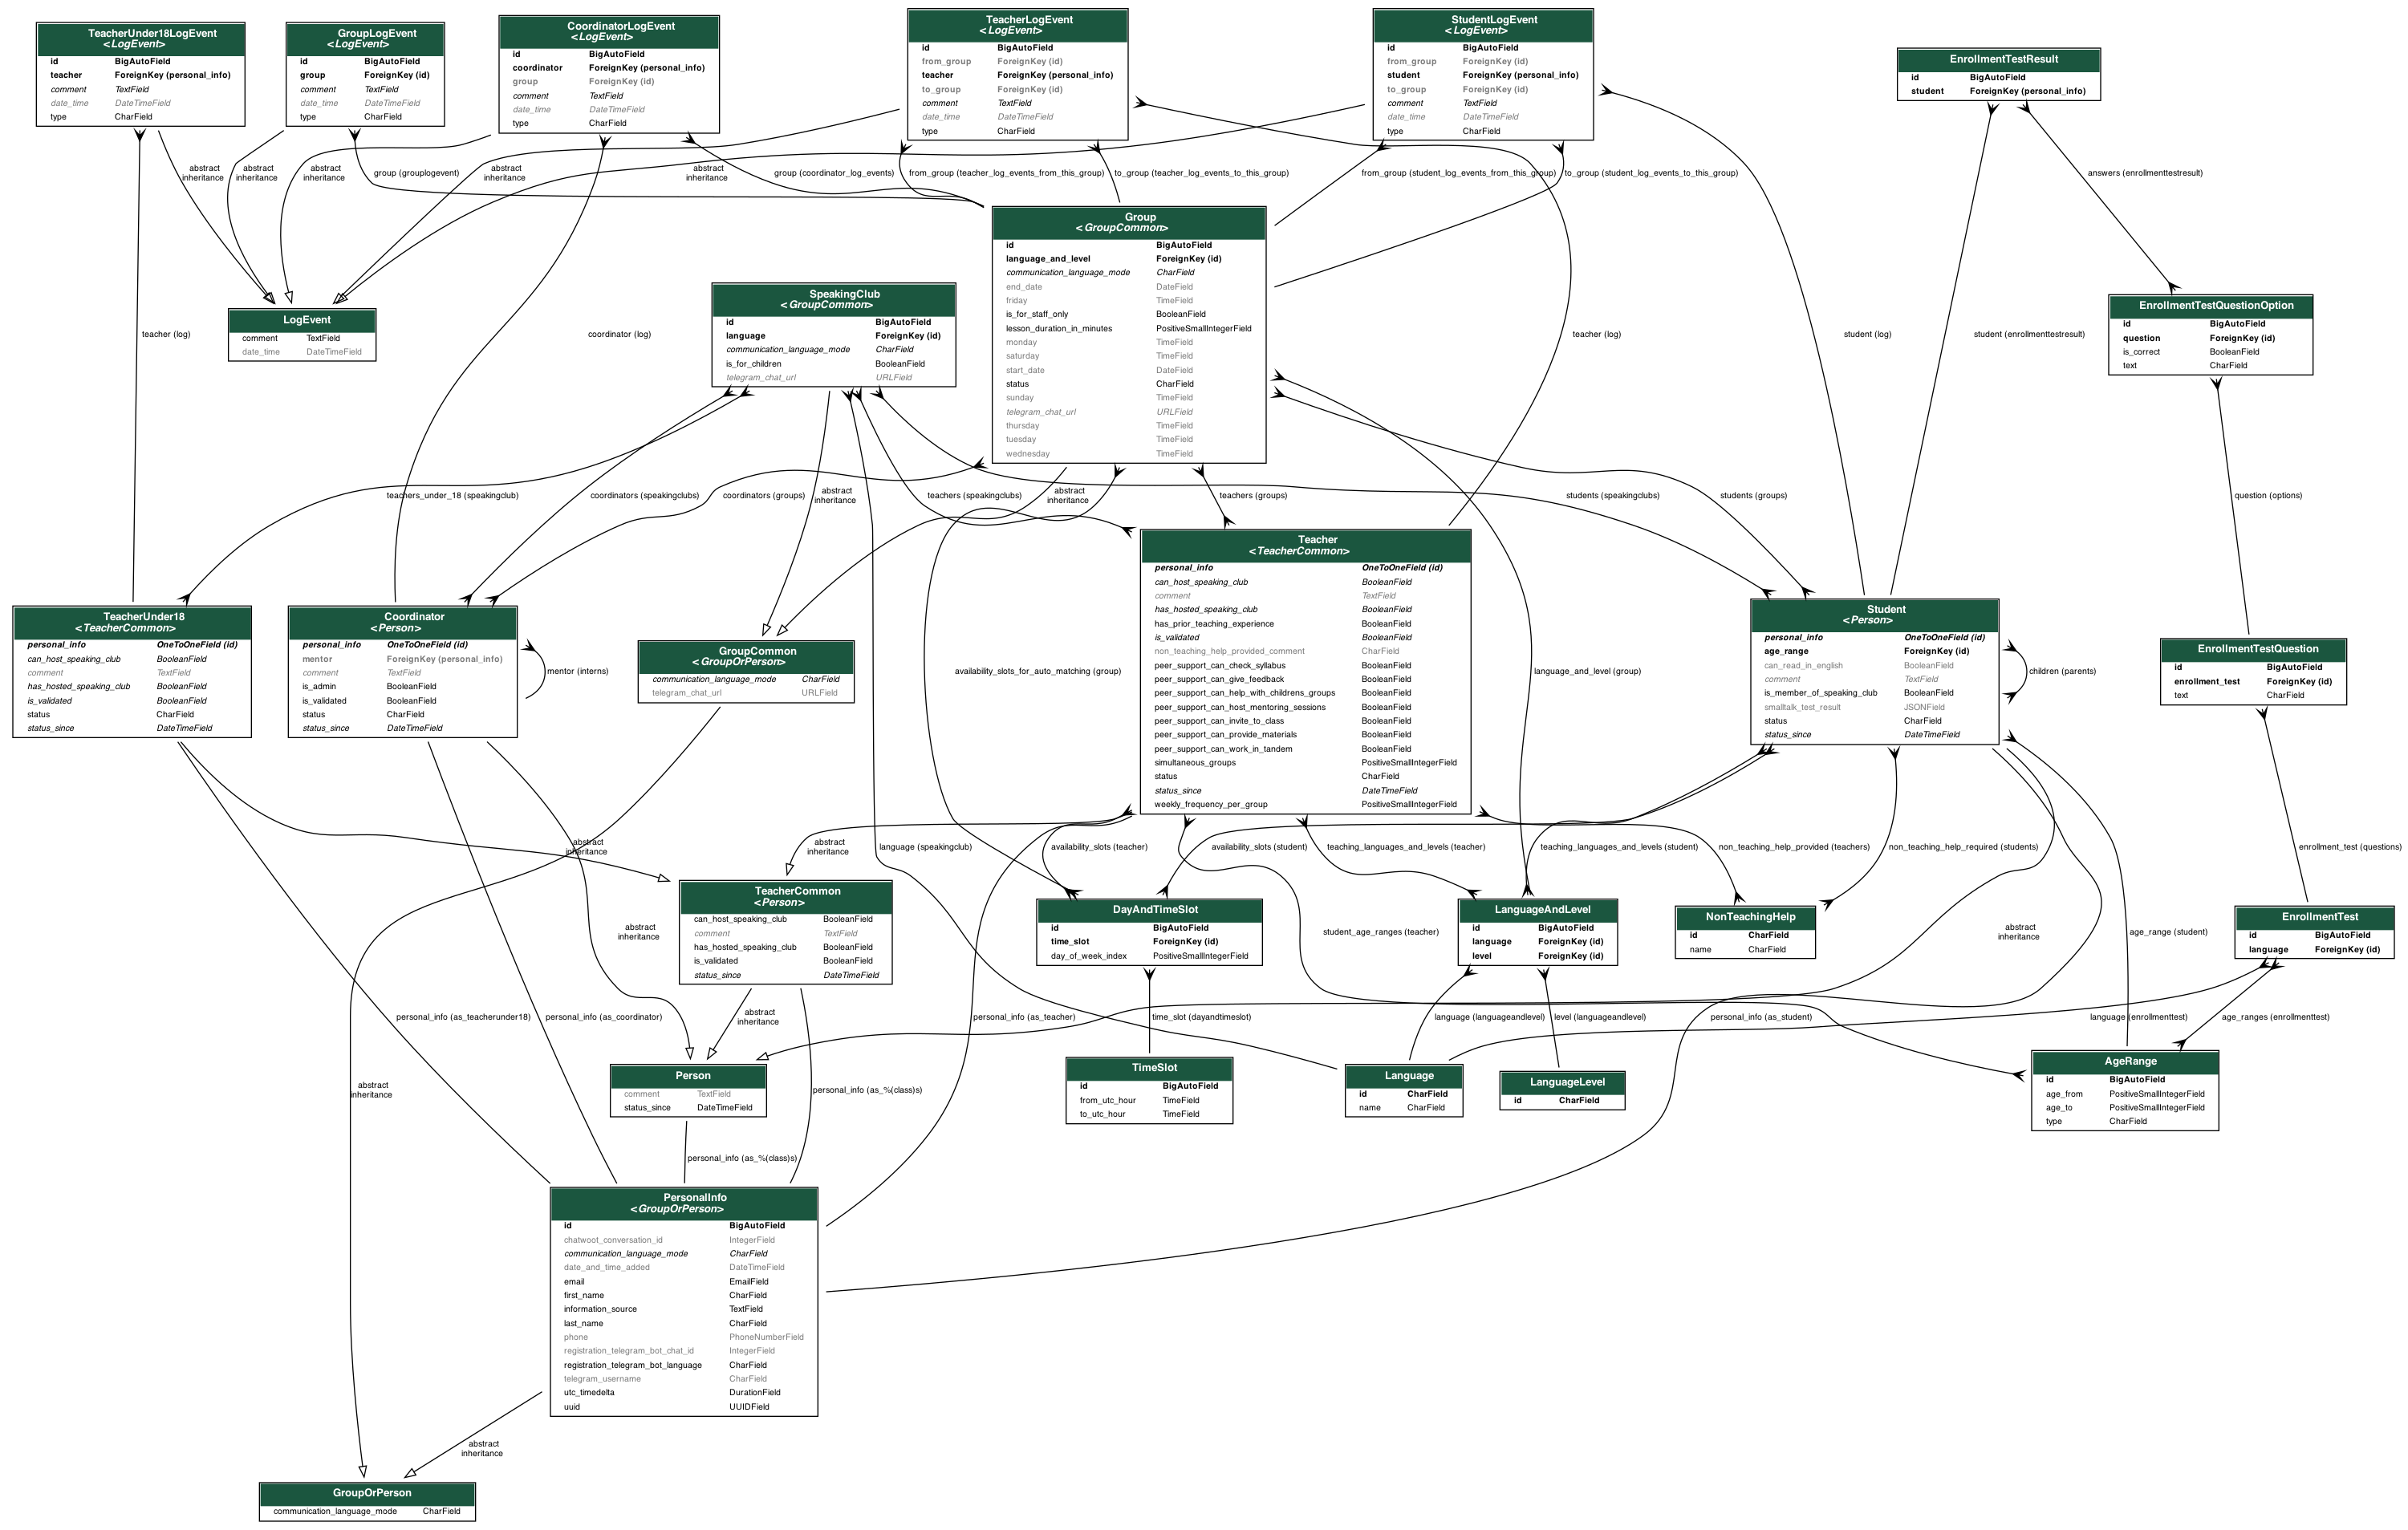 TeacherUnder18LogEvent
<LogEvent>
id BigAutoField
teacher ForeignKey (personal_info)
comment TextField
date_time DateTimeField
type CharField
GroupLogEvent
<LogEvent>
id BigAutoField
group ForeignKey (id)
comment TextField
date_time DateTimeField
type CharField
CoordinatorLogEvent
<LogEvent>
id BigAutoField
coordinator ForeignKey (personal_info)
group ForeignKey (id)
comment TextField
date_time DateTimeField
type CharField
TeacherLogEvent
<LogEvent>
id BigAutoField
from_group ForeignKey (id)
teacher ForeignKey (personal_info)
to_group ForeignKey (id)
comment TextField
date_time DateTimeField
type CharField
StudentLogEvent
<LogEvent>
id BigAutoField
from_group ForeignKey (id)
student ForeignKey (personal_info)
to_group ForeignKey (id)
comment TextField
date_time DateTimeField
type CharField
EnrollmentTestResult
id BigAutoField
student ForeignKey (personal_info)
abstract
inheritance
abstract
inheritance
abstract
inheritance
group (grouplogevent)
abstract
inheritance
abstract
inheritance
group (coordinator_log_events)
from_group (teacher_log_events_from_this_group)
to_group (teacher_log_events_to_this_group)
from_group (student_log_events_from_this_group)
to_group (student_log_events_to_this_group)
answers (enrollmenttestresult)
Group
<GroupCommon>
id BigAutoField
language_and_level ForeignKey (id)
communication_language_mode CharField
end_date DateField
friday TimeField
is_for_staff_only BooleanField
lesson_duration_in_minutes PositiveSmallIntegerField
monday TimeField
saturday TimeField
start_date DateField
status CharField
sunday TimeField
telegram_chat_url URLField
thursday TimeField
tuesday TimeField
wednesday TimeField
SpeakingClub
<GroupCommon>
id BigAutoField
language ForeignKey (id)
communication_language_mode CharField
is_for_children BooleanField
telegram_chat_url URLField
LogEvent
comment TextField
date_time DateTimeField
EnrollmentTestQuestionOption
id BigAutoField
question ForeignKey (id)
is_correct BooleanField
text CharField
teacher (log)
coordinator (log)
teacher (log)
student (log)
student (enrollmenttestresult)
teachers_under_18 (speakingclub)
coordinators (speakingclubs)
coordinators (groups)
abstract
inheritance
teachers (speakingclubs)
abstract
inheritance
teachers (groups)
students (speakingclubs)
students (groups)
question (options)
TeacherUnder18
<TeacherCommon>
personal_info OneToOneField (id)
can_host_speaking_club BooleanField
comment TextField
has_hosted_speaking_club BooleanField
is_validated BooleanField
status CharField
status_since DateTimeField
Coordinator
<Person>
personal_info OneToOneField (id)
mentor ForeignKey (personal_info)
comment TextField
is_admin BooleanField
is_validated BooleanField
status CharField
status_since DateTimeField
mentor (interns)
GroupCommon
<GroupOrPerson>
communication_language_mode CharField
telegram_chat_url URLField
availability_slots_for_auto_matching (group)
Teacher
<TeacherCommon>
personal_info OneToOneField (id)
can_host_speaking_club BooleanField
comment TextField
has_hosted_speaking_club BooleanField
has_prior_teaching_experience BooleanField
is_validated BooleanField
non_teaching_help_provided_comment CharField
peer_support_can_check_syllabus BooleanField
peer_support_can_give_feedback BooleanField
peer_support_can_help_with_childrens_groups BooleanField
peer_support_can_host_mentoring_sessions BooleanField
peer_support_can_invite_to_class BooleanField
peer_support_can_provide_materials BooleanField
peer_support_can_work_in_tandem BooleanField
simultaneous_groups PositiveSmallIntegerField
status CharField
status_since DateTimeField
weekly_frequency_per_group PositiveSmallIntegerField
language_and_level (group)
Student
<Person>
personal_info OneToOneField (id)
age_range ForeignKey (id)
can_read_in_english BooleanField
comment TextField
is_member_of_speaking_club BooleanField
smalltalk_test_result JSONField
status CharField
status_since DateTimeField
children (parents)
EnrollmentTestQuestion
id BigAutoField
enrollment_test ForeignKey (id)
text CharField
abstract
inheritance
abstract
inheritance
language (speakingclub)
availability_slots (teacher)
availability_slots (student)
teaching_languages_and_levels (teacher)
teaching_languages_and_levels (student)
non_teaching_help_provided (teachers)
non_teaching_help_required (students)
enrollment_test (questions)
TeacherCommon
<Person>
can_host_speaking_club BooleanField
comment TextField
has_hosted_speaking_club BooleanField
is_validated BooleanField
status_since DateTimeField
abstract
inheritance
DayAndTimeSlot
id BigAutoField
time_slot ForeignKey (id)
day_of_week_index PositiveSmallIntegerField
student_age_ranges (teacher)
LanguageAndLevel
id BigAutoField
language ForeignKey (id)
level ForeignKey (id)
NonTeachingHelp
id CharField
name CharField
abstract
inheritance
age_range (student)
EnrollmentTest
id BigAutoField
language ForeignKey (id)
personal_info (as_teacherunder18)
personal_info (as_coordinator)
abstract
inheritance
personal_info (as_teacher)
time_slot (dayandtimeslot)
language (languageandlevel)
level (languageandlevel)
personal_info (as_student)
language (enrollmenttest)
age_ranges (enrollmenttest)
abstract
inheritance
Person
comment TextField
status_since DateTimeField
personal_info (as_%(class)s)
TimeSlot
id BigAutoField
from_utc_hour TimeField
to_utc_hour TimeField
Language
id CharField
name CharField
LanguageLevel
id CharField
AgeRange
id BigAutoField
age_from PositiveSmallIntegerField
age_to PositiveSmallIntegerField
type CharField
personal_info (as_%(class)s)
PersonalInfo
<GroupOrPerson>
id BigAutoField
chatwoot_conversation_id IntegerField
communication_language_mode CharField
date_and_time_added DateTimeField
email EmailField
first_name CharField
information_source TextField
last_name CharField
phone PhoneNumberField
registration_telegram_bot_chat_id IntegerField
registration_telegram_bot_language CharField
telegram_username CharField
utc_timedelta DurationField
uuid UUIDField
abstract
inheritance
GroupOrPerson
communication_language_mode CharField